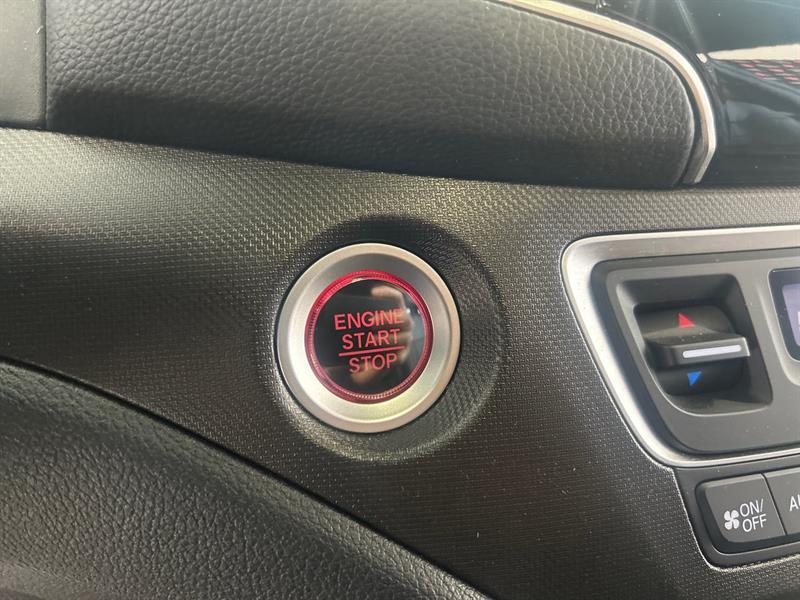 ENGINE
START
STOP
ON/
OFF